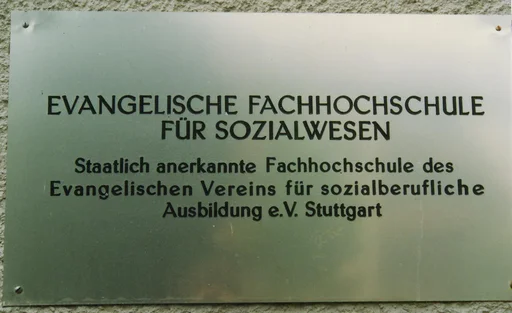 EVANGELISCHE FACHHOCHSCHULE
FÜR SOZIALWESEN
Staatlich anerkannte Fachhochschule des
Evangelischen Vereins für sozialberufliche
Ausbildung e.V. Stuttgart